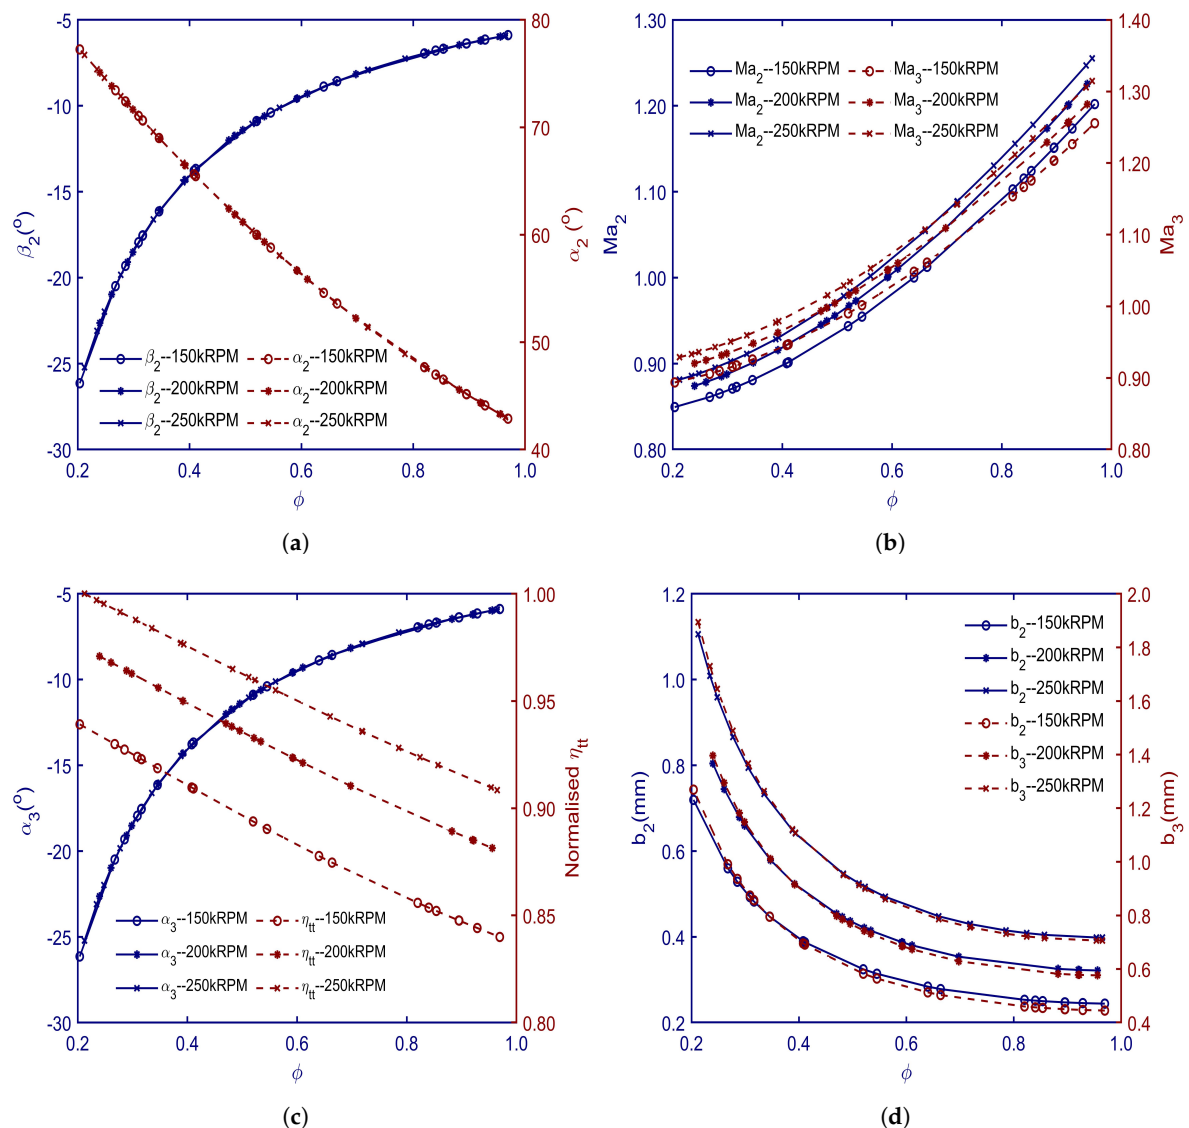 -5
-10
-15
-20
-25
-30
β2(o)
80
70
60
50
40
α2 (o)
β2--150kRPM
β2--200kRPM
β2--250kRPM
α2--150kRPM
α2--200kRPM
α2--250kRPM
0.2 0.4 0.6 0.8 1.0
ϕ
(a)
1.30
1.20
1.10
1.00
0.90
0.80
Ma2
1.40
1.30
1.20
1.10
1.00
0.90
0.80
Ma3
Ma2--150kRPM
Ma2--200kRPM
Ma2--250kRPM
Ma3--150kRPM
Ma3--200kRPM
Ma3--250kRPM
0.2 0.4 0.6 0.8 1.0
ϕ
(b)
-5
-10
-15
-20
-25
-30
α3(o)
1.00
0.95
0.90
0.85
0.80
Normalised ηtt
α3--150kRPM
α3--200kRPM
α3--250kRPM
ηtt--150kRPM
ηtt--200kRPM
ηtt--250kRPM
0.2 0.4 0.6 0.8 1.0
ϕ
(c)
1.2
1.0
0.8
0.6
0.4
0.2
b2(mm)
2.0
1.8
1.6
1.4
1.2
1.0
0.8
0.6
0.4
b3(mm)
b2--150kRPM
b2--200kRPM
b2--250kRPM
b2--150kRPM
b3--200kRPM
b3--250kRPM
0.2 0.4 0.6 0.8 1.0
ϕ
(d)